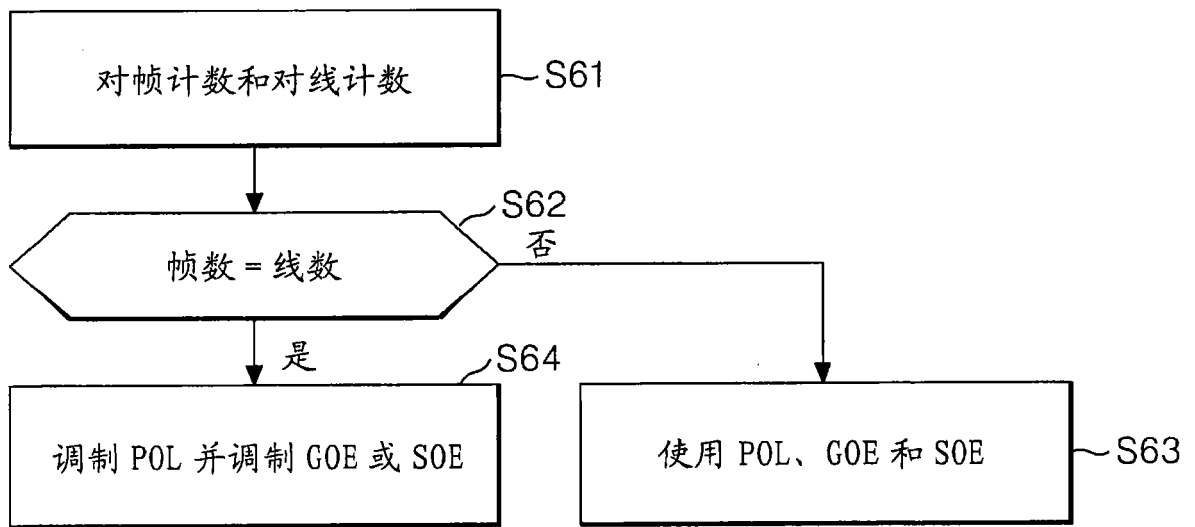 对帧计数和对线计数
S61
S62
帧数 = 线数
否
是
S64
调制 POL 并调制 GOE 或 SOE
使用 POL、GOE 和 SOE
S63